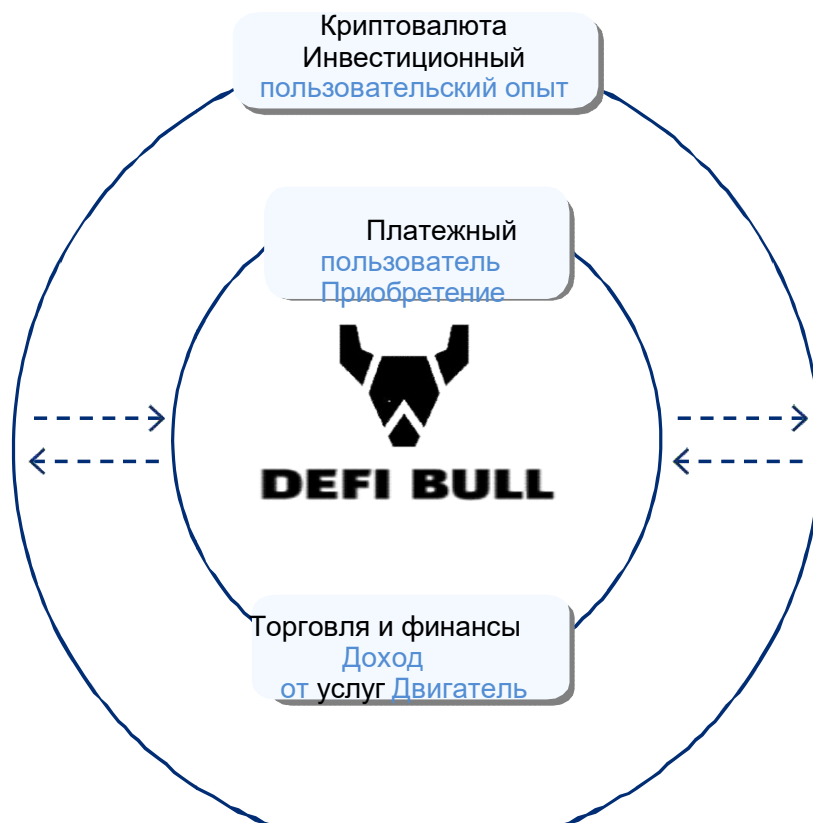 Криптовалюта
Инвестиционный
пользовательский опыт
Платежный
пользователь
Приобретение
DEFI BULL
Торговля и финансы
Доход
от услуг Двигатель